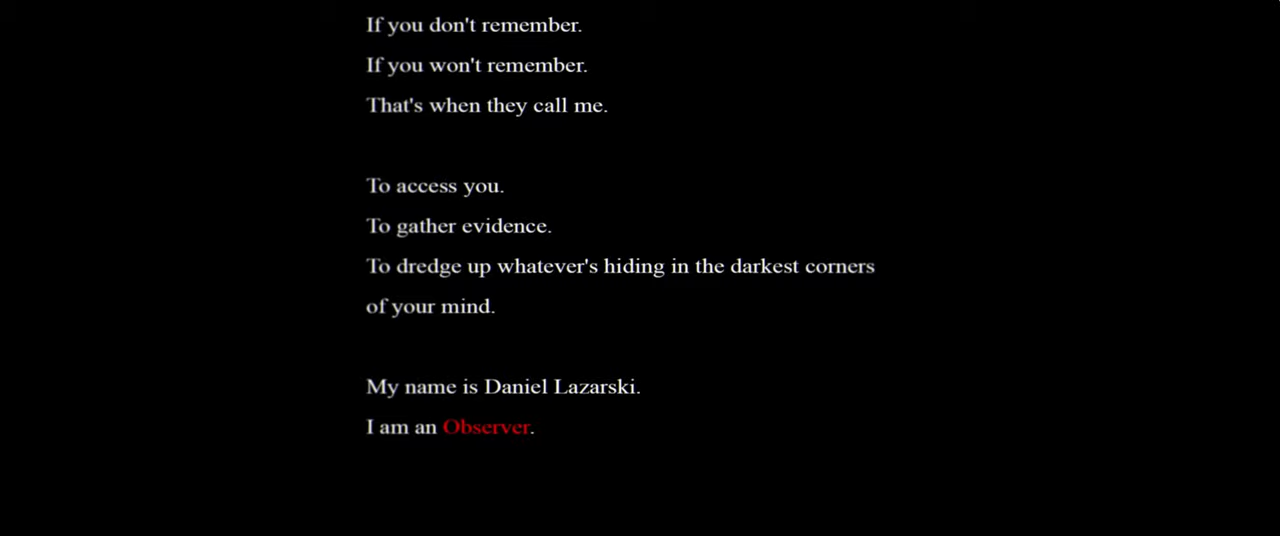 If you don't remember.
If you won't remember.
That's when they call me.
To access you.
To gather evidence.
To dredge up whatever's hiding in the darkest corners
of your mind.
My name is Daniel Lazarski.
I am an Observer.